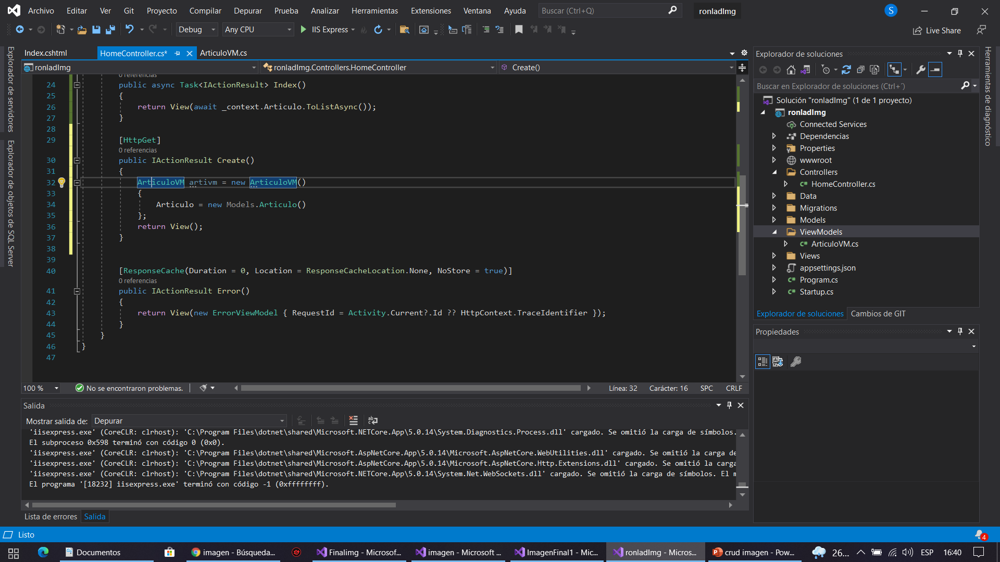 Archivo Editar Ver Git Proyecto Compilar Depurar Prueba Analizar Herramientas Extensiones Ventana Ayuda Buscar (Ctrl+Q) ronladImg S
Debug Any CPU IIS Express Live Share
Explorador de servidores
Explorador de objetos de SQL Server
Index.cshtml HomeController.cs* ArticuloVM.cs
ronladImg ronladImg.Controllers.HomeController Create()
0 referencias
24 public async Task<IActionResult> Index()
25 {
26 return View(await _context.Articulo.ToListAsync());
27 }
28
29 [HttpGet]
0 referencias
30 public IActionResult Create()
31 {
32 ArticuloVM artivm = new ArticuloVM()
33 {
34 Articulo = new Models.Articulo()
35 };
36 return View();
37 }
38
39
40 [ResponseCache(Duration = 0, Location = ResponseCacheLocation.None, NoStore = true)]
0 referencias
41 public IActionResult Error()
42 {
43 return View(new ErrorViewModel { RequestId = Activity.Current?.Id ?? HttpContext.TraceIdentifier });
44 }
45 }
46 }
47
100 % No se encontraron problemas. Línea: 32 Carácter: 16 SPC CRLF
Salida
Mostrar salida de: Depurar
'iisexpress.exe' (CoreCLR: clrhost): 'C:\Program Files\dotnet\shared\Microsoft.NETCore.App\5.0.14\System.Diagnostics.Process.dll' cargado. Se omitió la carga de símbolos.
El subproceso 0x598 terminó con código 0 (0x0).
'iisexpress.exe' (CoreCLR: clrhost): 'C:\Program Files\dotnet\shared\Microsoft.AspNetCore.App\5.0.14\Microsoft.AspNetCore.WebUtilities.dll' cargado. Se omitió la carga de
'iisexpress.exe' (CoreCLR: clrhost): 'C:\Program Files\dotnet\shared\Microsoft.AspNetCore.App\5.0.14\Microsoft.AspNetCore.Http.Extensions.dll' cargado. Se omitió la carga
'iisexpress.exe' (CoreCLR: clrhost): 'C:\Program Files\dotnet\shared\Microsoft.NETCore.App\5.0.14\System.Net.WebSockets.dll' cargado. Se omitió la carga de símbolos. El m
El programa '[18232] iisexpress.exe' terminó con código -1 (0xffffffff).
Lista de errores Salida
Explorador de soluciones
Buscar en Explorador de soluciones (Ctrl+´)
Solución "ronladImg" (1 de 1 proyecto)
ronladImg
Connected Services
Dependencias
Properties
wwwroot
Controllers
C# HomeController.cs
Data
Migrations
Models
ViewModels
C# ArticuloVM.cs
Views
appsettings.json
C# Program.cs
C# Startup.cs
Explorador de soluciones Cambios de GIT
Propiedades
Herramientas de diagnóstico
Listo 4
Documentos imagen - Búsqueda... FinaImg - Microsof... imagen - Microsoft ... ImagenFinal1 - Mic... ronladImg - Micros... crud imagen - Pow... 26... ESP 16:40